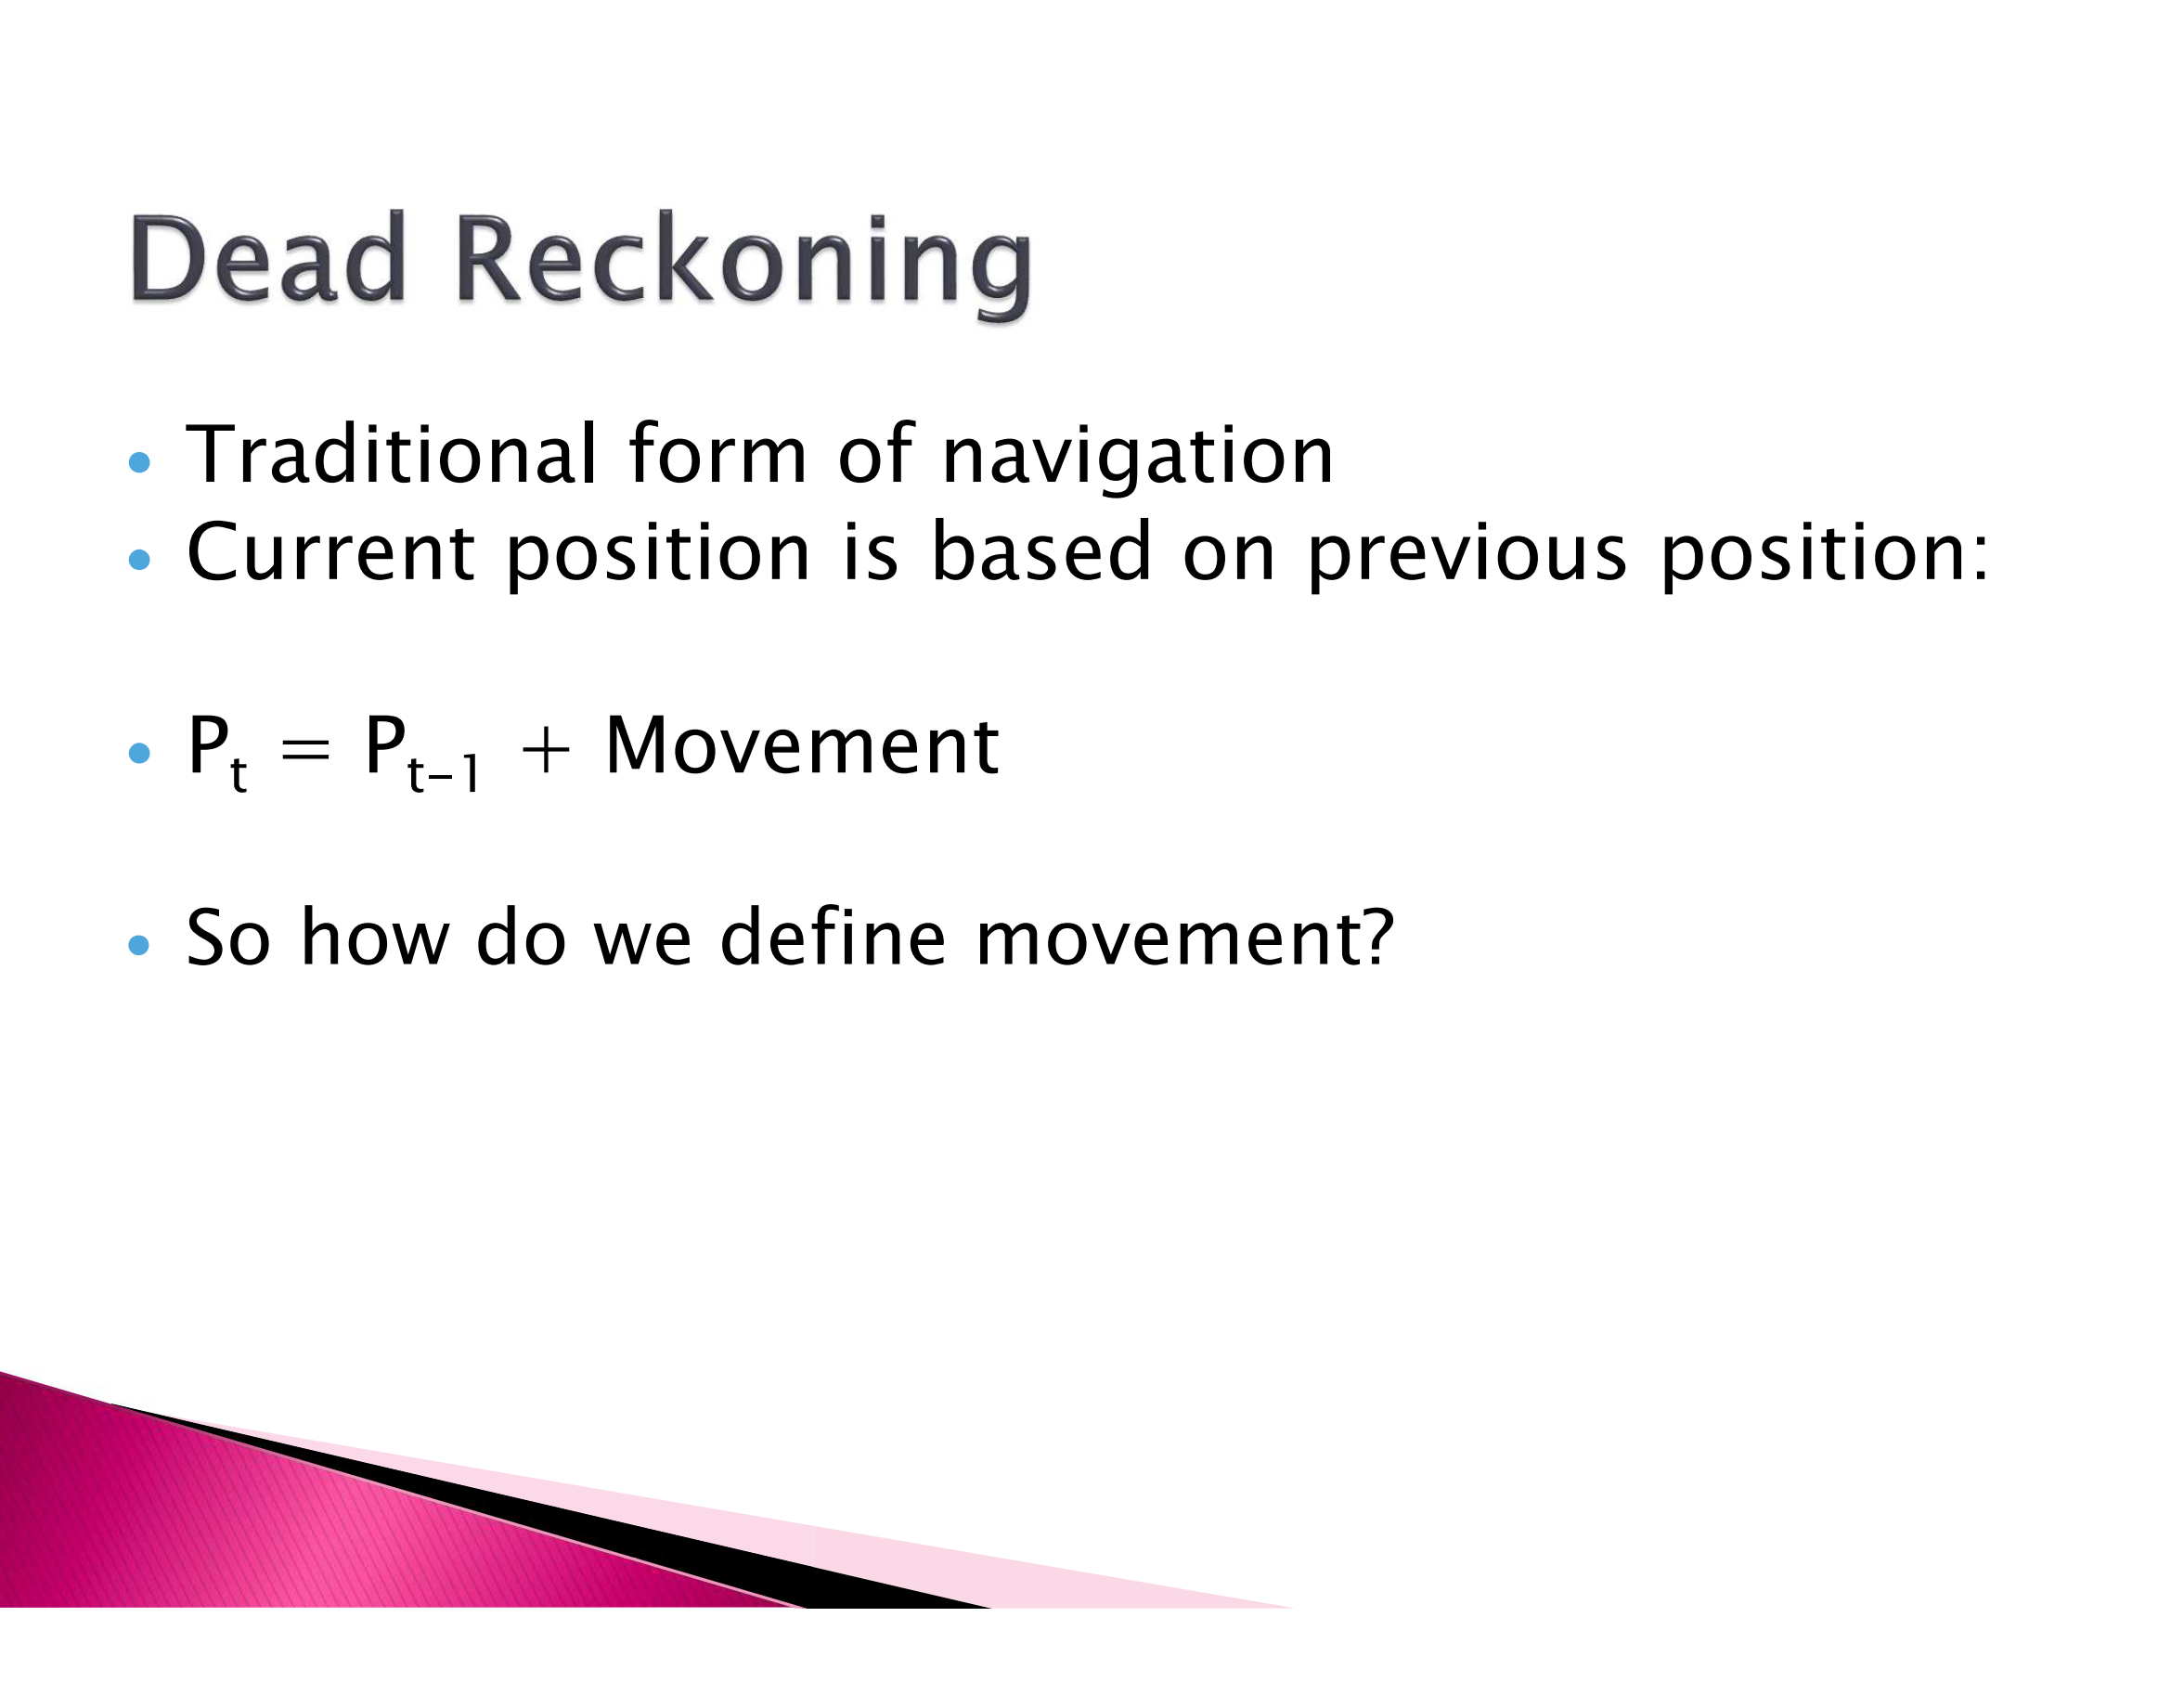 Dead Reckoning
• Traditional form of navigation
• Current position is based on previous position:
• Pₜ = Pₜ₋₁ + Movement
• So how do we define movement?